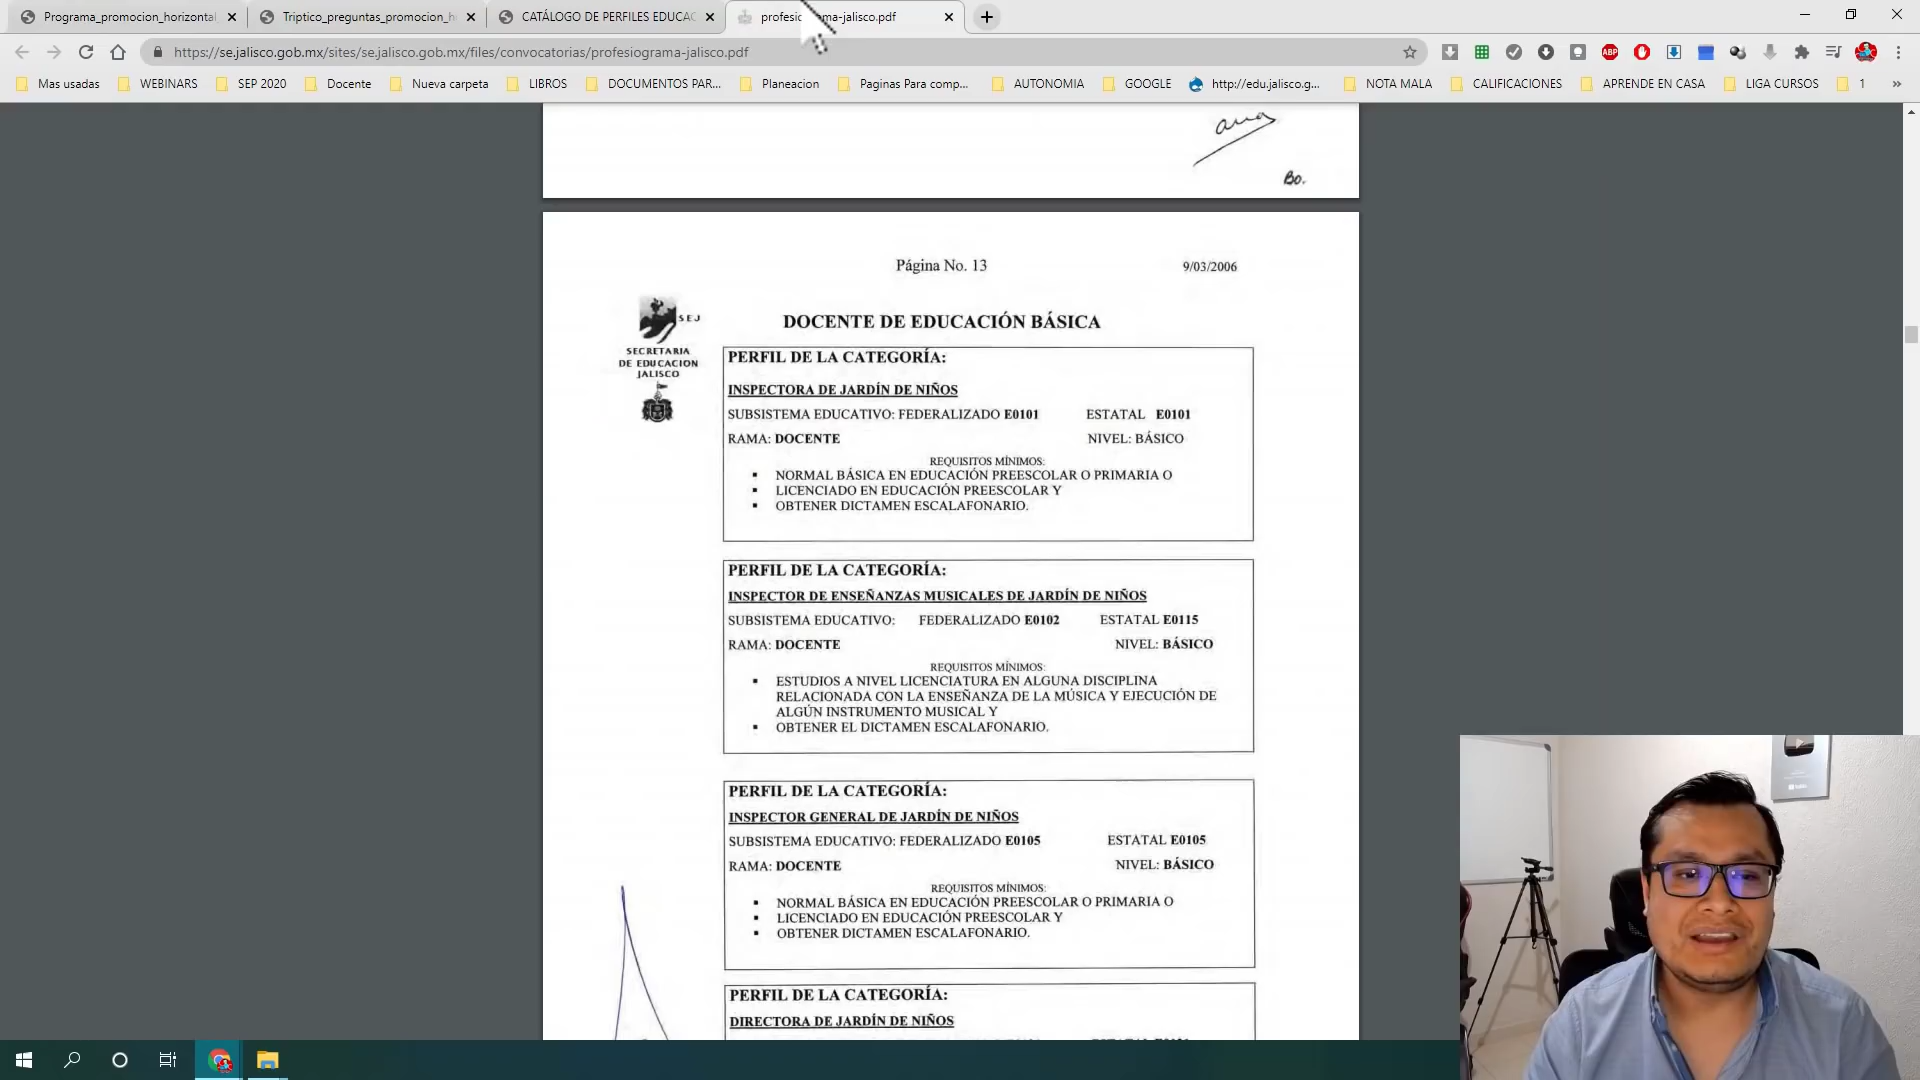 Programa_promocion_horizontal
Triptico_preguntas_promocion_h
CATÁLOGO DE PERFILES EDUCAC
profesiograma-jalisco.pdf
https://se.jalisco.gob.mx/sites/se.jalisco.gob.mx/files/convocatorias/profesiograma-jalisco.pdf
ABP
Mas usadas WEBINARS SEP 2020 Docente Nueva carpeta LIBROS DOCUMENTOS PAR... Planeacion Paginas Para comp... AUTONOMIA GOOGLE http://edu.jalisco.g... NOTA MALA CALIFICACIONES APRENDE EN CASA LIGA CURSOS 1 »
Bo.
Página No. 13 9/03/2006
SEJ
SECRETARIA
DE EDUCACION
JALISCO
DOCENTE DE EDUCACIÓN BÁSICA
PERFIL DE LA CATEGORÍA:
INSPECTORA DE JARDÍN DE NIÑOS
SUBSISTEMA EDUCATIVO: FEDERALIZADO E0101 ESTATAL E0101
RAMA: DOCENTE NIVEL: BÁSICO
REQUISITOS MÍNIMOS:
▪ NORMAL BÁSICA EN EDUCACIÓN PREESCOLAR O PRIMARIA O
▪ LICENCIADO EN EDUCACIÓN PREESCOLAR Y
▪ OBTENER DICTAMEN ESCALAFONARIO.
PERFIL DE LA CATEGORÍA:
INSPECTOR DE ENSEÑANZAS MUSICALES DE JARDÍN DE NIÑOS
SUBSISTEMA EDUCATIVO: FEDERALIZADO E0102 ESTATAL E0115
RAMA: DOCENTE NIVEL: BÁSICO
REQUISITOS MÍNIMOS:
▪ ESTUDIOS A NIVEL LICENCIATURA EN ALGUNA DISCIPLINA
RELACIONADA CON LA ENSEÑANZA DE LA MÚSICA Y EJECUCIÓN DE
ALGÚN INSTRUMENTO MUSICAL Y
▪ OBTENER EL DICTAMEN ESCALAFONARIO.
PERFIL DE LA CATEGORÍA:
INSPECTOR GENERAL DE JARDÍN DE NIÑOS
SUBSISTEMA EDUCATIVO: FEDERALIZADO E0105 ESTATAL E0105
RAMA: DOCENTE NIVEL: BÁSICO
REQUISITOS MÍNIMOS:
▪ NORMAL BÁSICA EN EDUCACIÓN PREESCOLAR O PRIMARIA O
▪ LICENCIADO EN EDUCACIÓN PREESCOLAR Y
▪ OBTENER DICTAMEN ESCALAFONARIO.
PERFIL DE LA CATEGORÍA:
DIRECTORA DE JARDÍN DE NIÑOS